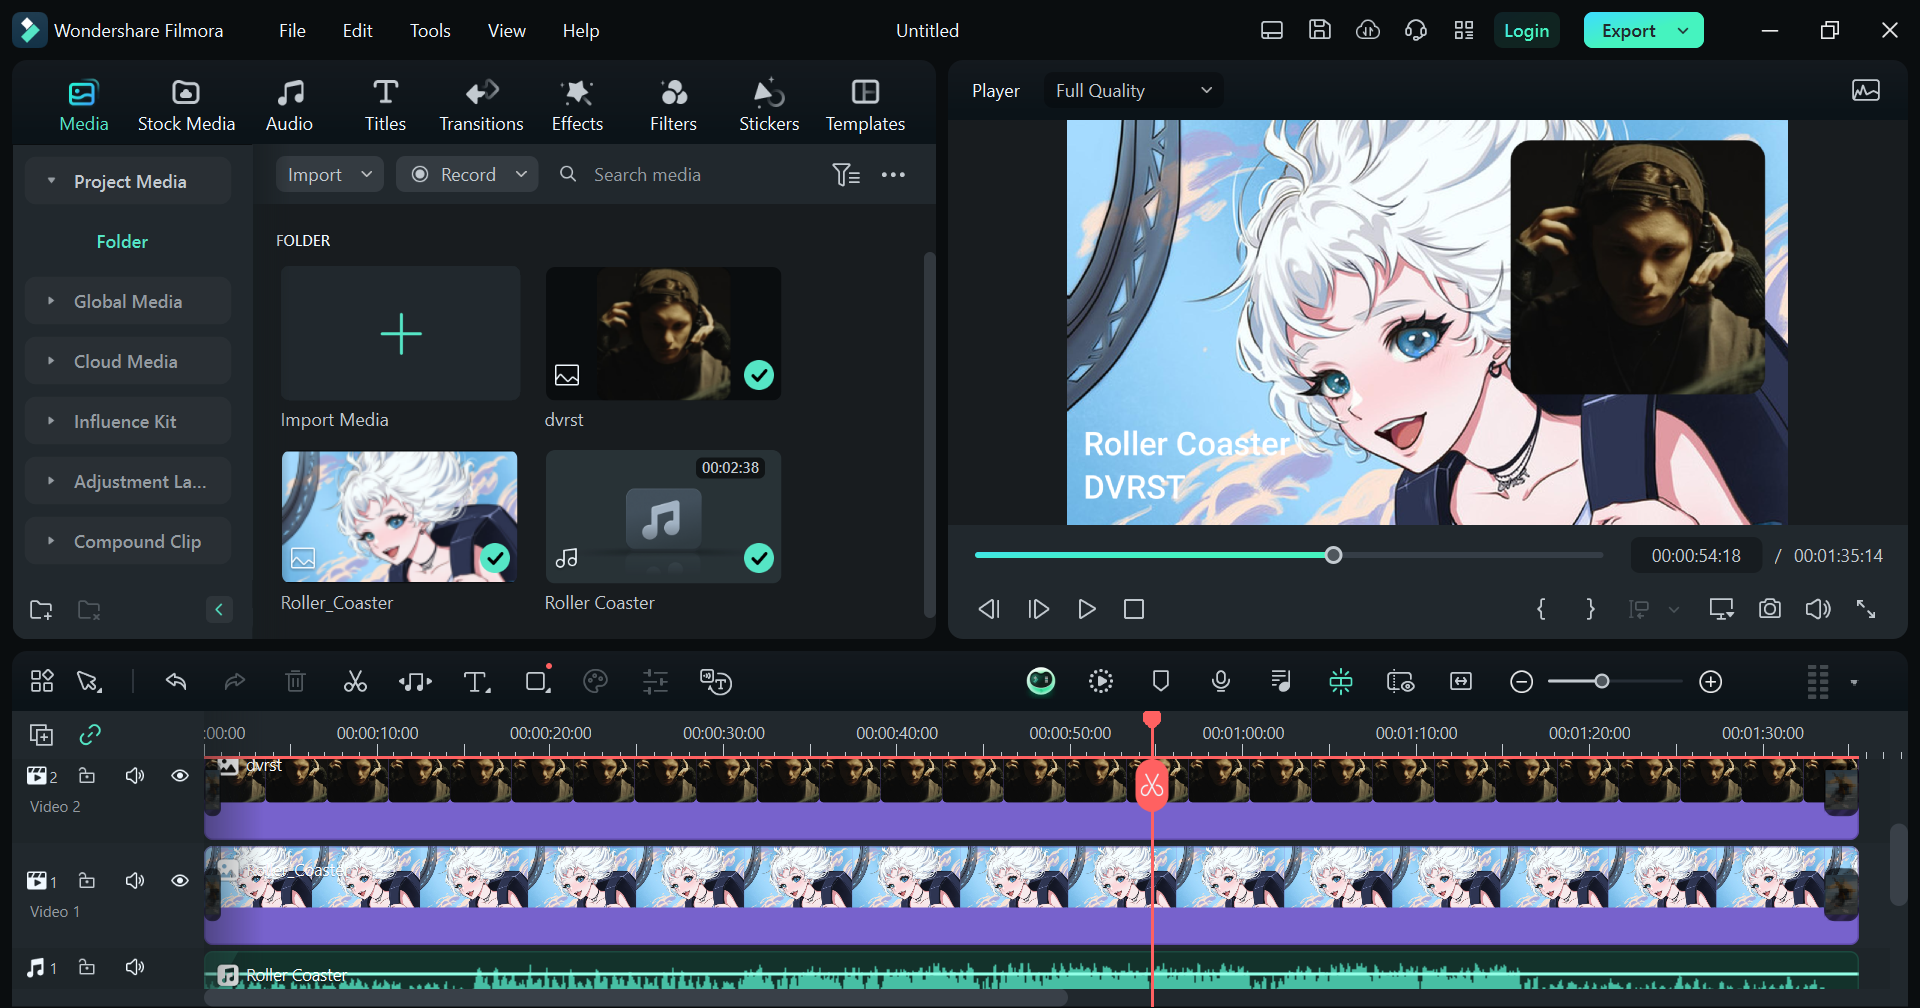 Wondershare Filmora File Edit Tools View Help Untitled Login Export
Media Stock Media Audio Titles Transitions Effects Filters Stickers Templates
Player Full Quality
Project Media
Folder
Global Media
Cloud Media
Influence Kit
Adjustment La...
Compound Clip
Import Record Search media
FOLDER
Import Media
dvrst
00:02:38
Roller_Coaster
Roller Coaster
Roller Coaster
DVRST
00:00:54:18 / 00:01:35:14
:00:00 00:00:10:00 00:00:20:00 00:00:30:00 00:00:40:00 00:00:50:00 00:01:00:00 00:01:10:00 00:01:20:00 00:01:30:00
2
Video 2
dvrst
1
Video 1
Roller_Coaster
1
Roller Coaster